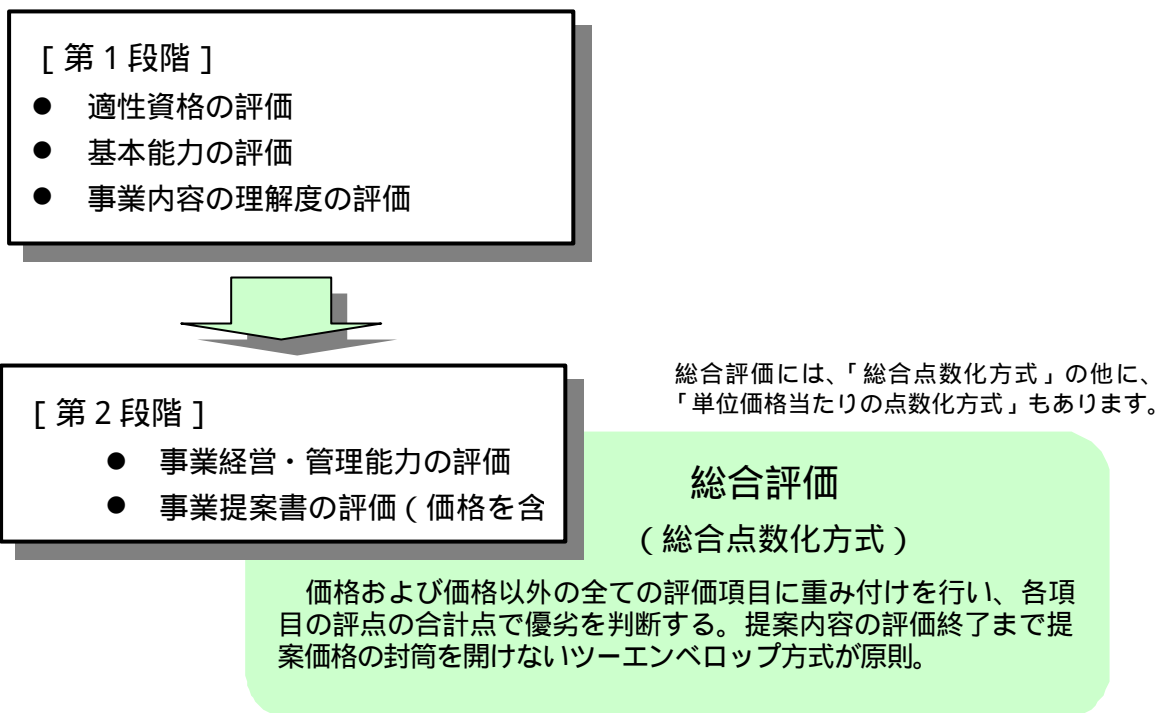 [ 第1段階 ]
● 適性資格の評価
● 基本能力の評価
● 事業内容の理解度の評価
[ 第2段階 ]
● 事業経営・管理能力の評価
● 事業提案書の評価(価格を含
総合評価には、「総合点数化方式」の他に、
「単位価格当たりの点数化方式」もあります。
総合評価
(総合点数化方式)
価格および価格以外の全ての評価項目に重み付けを行い、各項
目の評点の合計点で優劣を判断する。提案内容の評価終了まで提
案価格の封筒を開けないツーエンベロップ方式が原則。